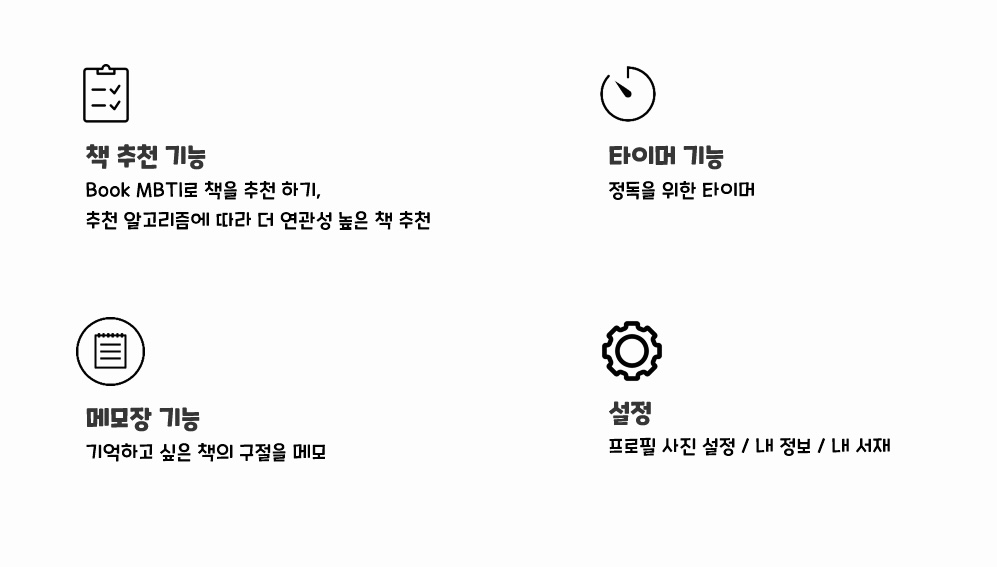 책 추천 기능
Book MBTI로 책을 추천 하기,
추천 알고리즘에 따라 더 연관성 높은 책 추천
타이머 기능
정독을 위한 타이머
메모장 기능
기억하고 싶은 책의 구절을 메모
설정
프로필 사진 설정 / 내 정보 / 내 서재